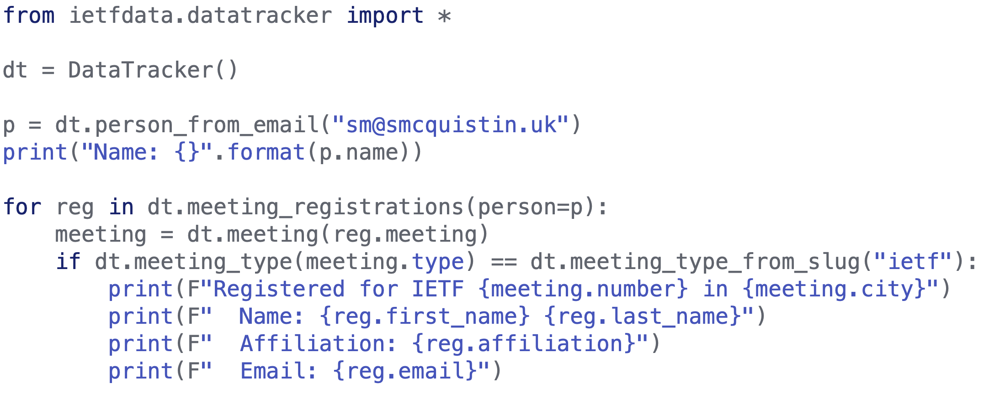 from ietfdata.datatracker import *
dt = DataTracker()
p = dt.person_from_email("sm@smcquistin.uk")
print("Name: {}".format(p.name))
for reg in dt.meeting_registrations(person=p):
    meeting = dt.meeting(reg.meeting)
    if dt.meeting_type(meeting.type) == dt.meeting_type_from_slug("ietf"):
        print(F"Registered for IETF {meeting.number} in {meeting.city}")
        print(F"  Name: {reg.first_name} {reg.last_name}")
        print(F"  Affiliation: {reg.affiliation}")
        print(F"  Email: {reg.email}")